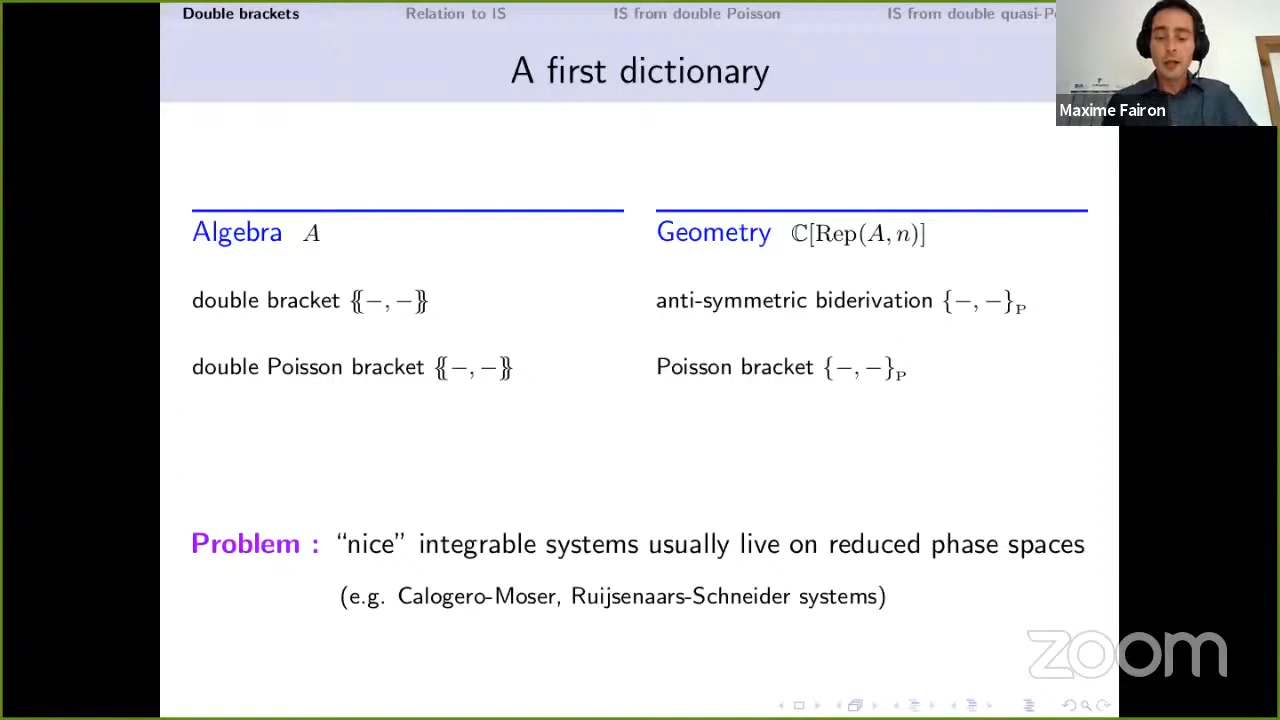 Double brackets Relation to IS IS from double Poisson IS from double quasi-P
A first dictionary
Maxime Fairon
Algebra A Geometry ℂ[Rep(A, n)]
double bracket {{−, −}} anti-symmetric biderivation {−, −}_P
double Poisson bracket {{−, −}} Poisson bracket {−, −}_P
Problem : “nice” integrable systems usually live on reduced phase spaces
(e.g. Calogero-Moser, Ruijsenaars-Schneider systems)
zoom